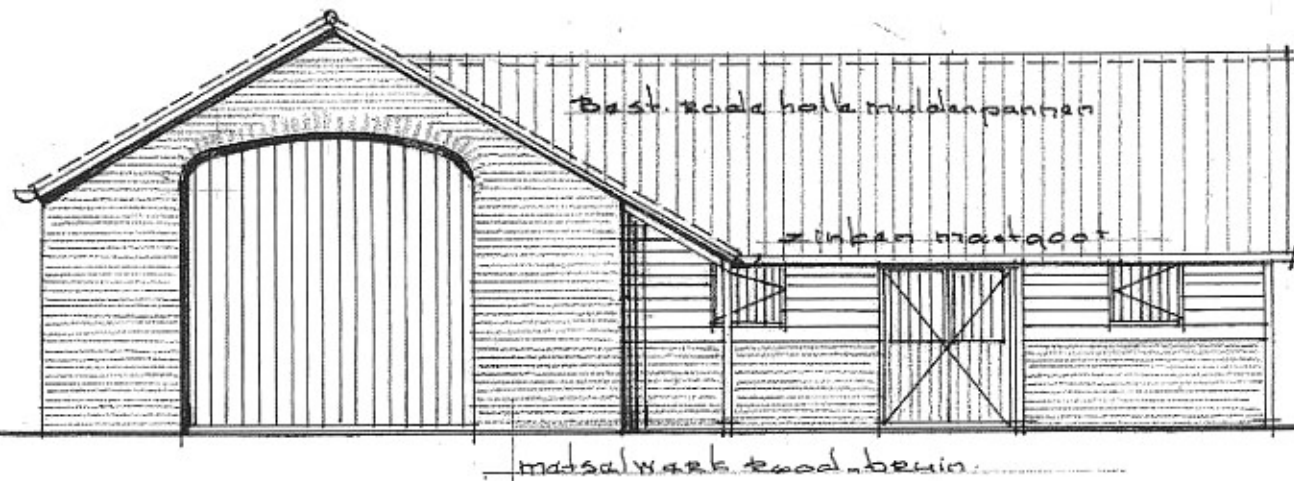 Best. rode holle muldenpannen
zinken mastgoot
metselwerk rood-bruin